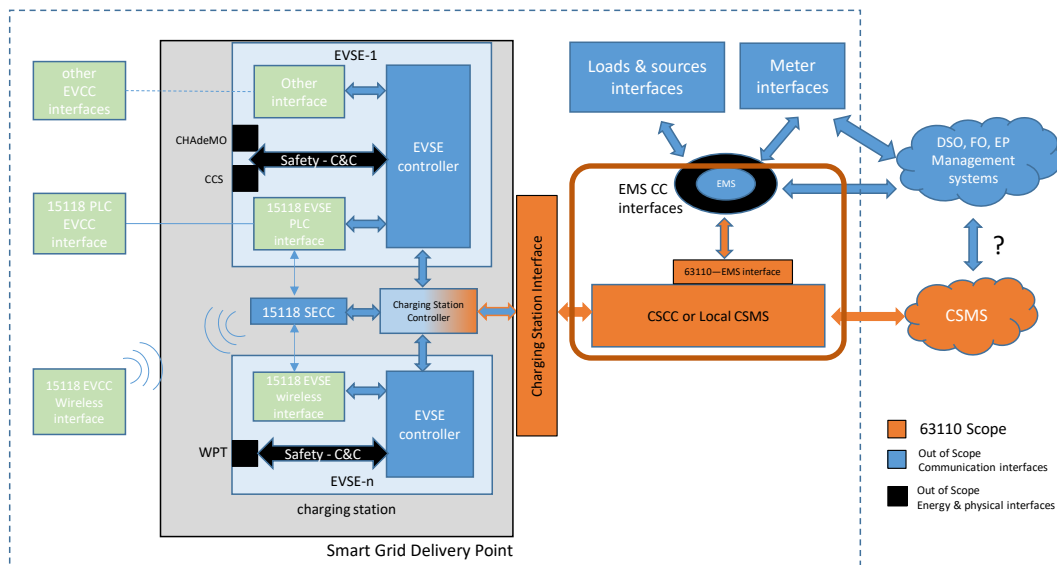 other
EVCC
interfaces
15118 PLC
EVCC
interface
15118 EVCC
Wireless
interface
EVSE-1
Other
interface
CHAdeMO
CCS
Safety - C&C
EVSE
controller
15118 EVSE
PLC
interface
15118 SECC
Charging Station
Controller
15118 EVSE
wireless
interface
EVSE
controller
WPT
Safety - C&C
EVSE-n
charging station
Smart Grid Delivery Point
Charging Station Interface
Loads & sources
interfaces
Meter
interfaces
EMS CC
interfaces
EMS
63110—EMS interface
CSCC or Local CSMS
DSO, FO, EP
Management
systems
?
CSMS
63110 Scope
Out of Scope
Communication interfaces
Out of Scope
Energy & physical interfaces